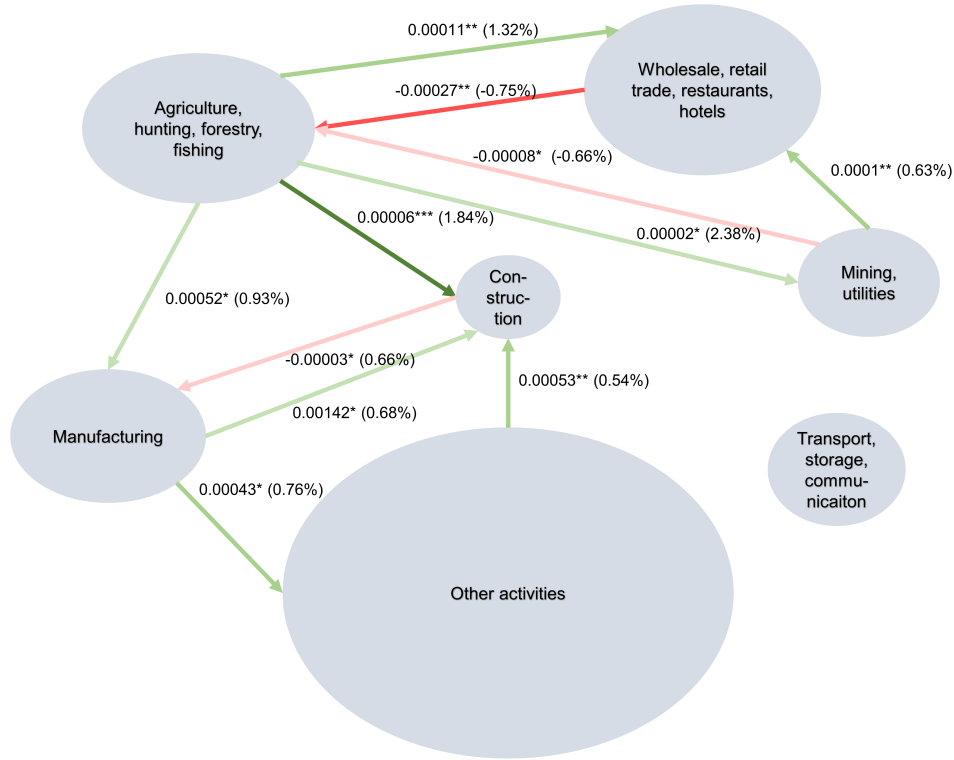 0.00011** (1.32%)
Wholesale, retail
trade, restaurants,
hotels
-0.00027** (-0.75%)
Agriculture,
hunting, forestry,
fishing
-0.00008*  (-0.66%)
0.0001** (0.63%)
0.00006*** (1.84%)
0.00002* (2.38%)
Mining,
utilities
Con-
struc-
tion
0.00052* (0.93%)
-0.00003* (0.66%)
0.00053** (0.54%)
0.00142* (0.68%)
Manufacturing
Transport,
storage,
commu-
nicaiton
0.00043* (0.76%)
Other activities